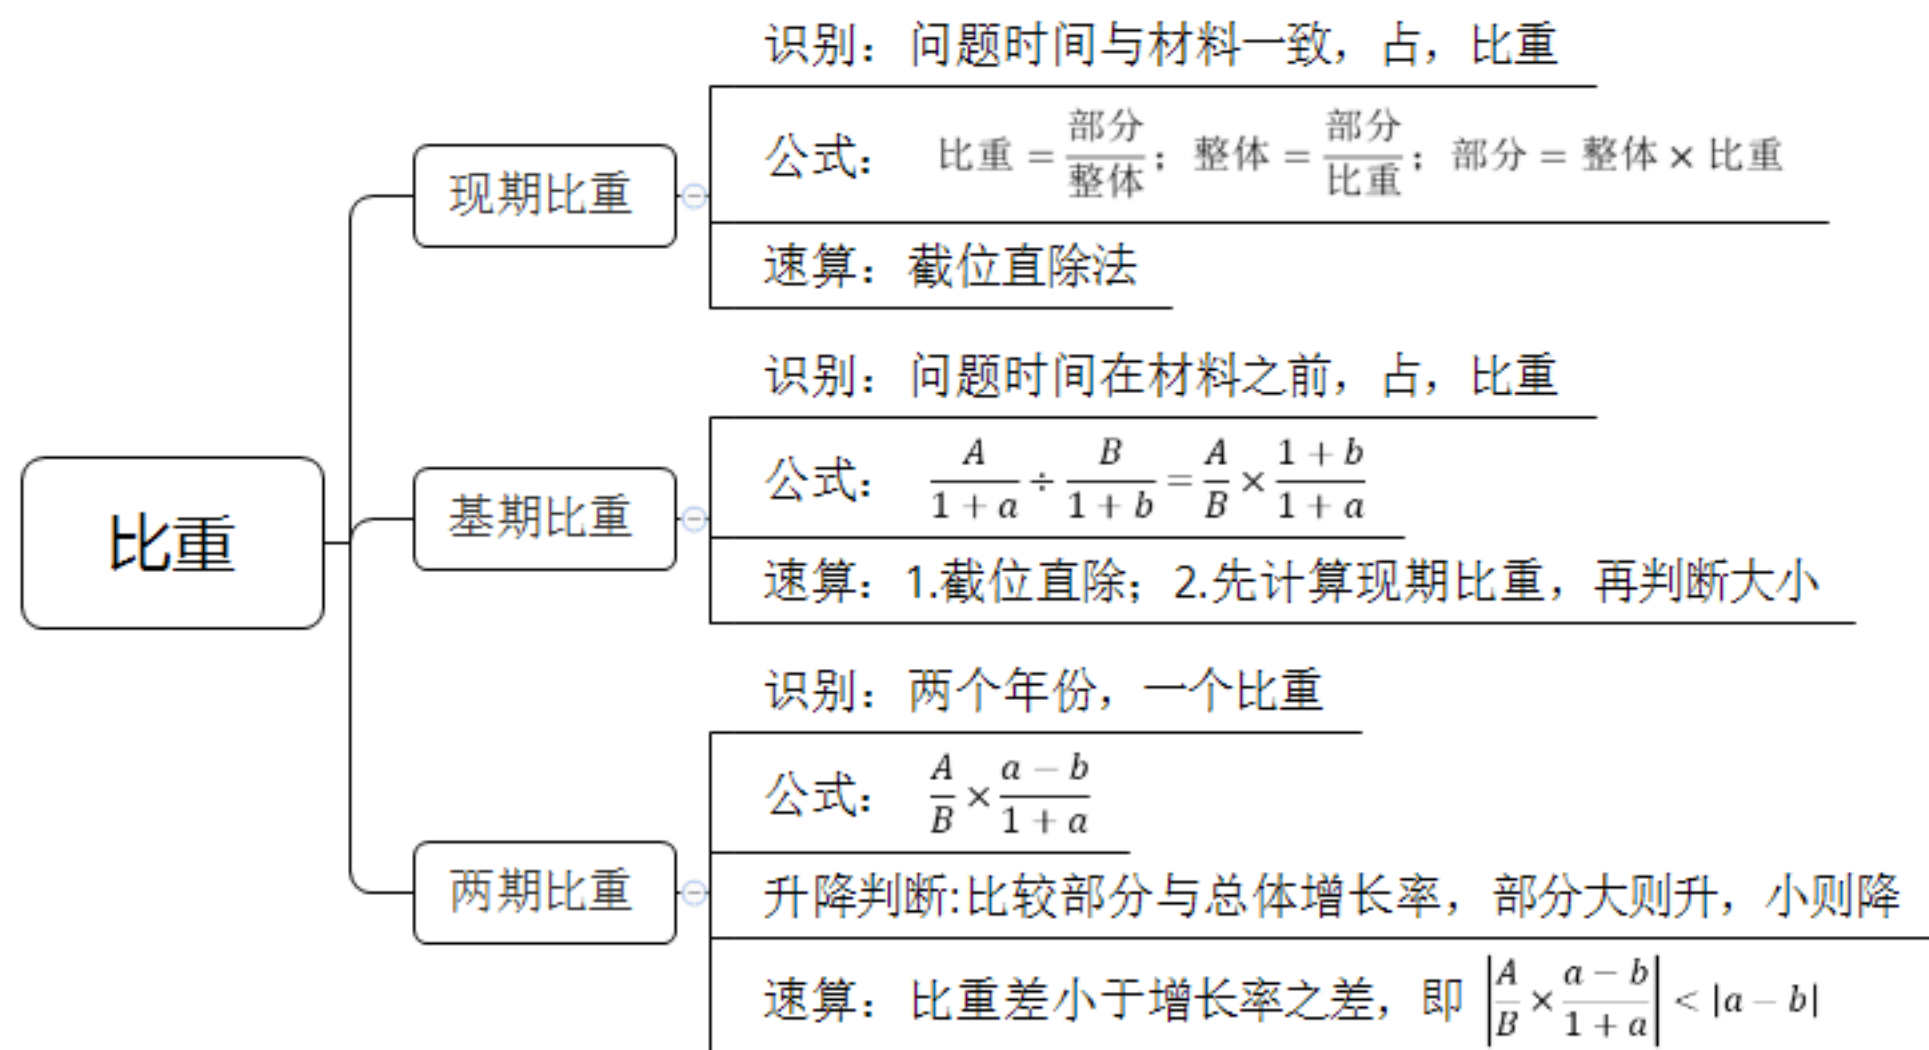 比重
现期比重
识别：问题时间与材料一致，占，比重
公式： 比重 = 部分/整体；整体 = 部分/比重；部分 = 整体 × 比重
速算：截位直除法
基期比重
识别：问题时间在材料之前，占，比重
公式： A/(1+a) ÷ B/(1+b) = A/B × (1+b)/(1+a)
速算：1.截位直除；2.先计算现期比重，再判断大小
两期比重
识别：两个年份，一个比重
公式： A/B × (a−b)/(1+a)
升降判断:比较部分与总体增长率，部分大则升，小则降
速算：比重差小于增长率之差，即 |A/B × (a−b)/(1+a)| < |a−b|